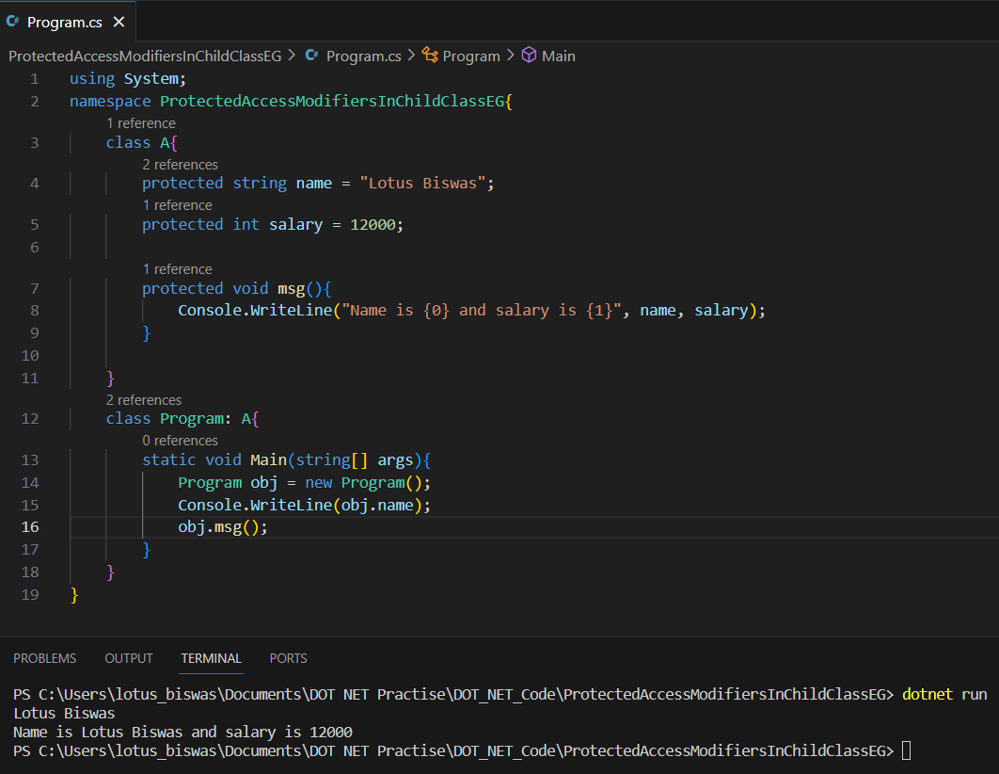 C# Program.cs ×
ProtectedAccessModifiersInChildClassEG > C# Program.cs > Program > Main
1 using System;
2 namespace ProtectedAccessModifiersInChildClassEG{
1 reference
3 class A{
2 references
4 protected string name = "Lotus Biswas";
1 reference
5 protected int salary = 12000;
6
1 reference
7 protected void msg(){
8 Console.WriteLine("Name is {0} and salary is {1}", name, salary);
9 }
10
11 }
2 references
12 class Program: A{
0 references
13 static void Main(string[] args){
14 Program obj = new Program();
15 Console.WriteLine(obj.name);
16 obj.msg();
17 }
18 }
19 }
PROBLEMS OUTPUT TERMINAL PORTS
PS C:\Users\lotus_biswas\Documents\DOT NET Practise\DOT_NET_Code\ProtectedAccessModifiersInChildClassEG> dotnet run
Lotus Biswas
Name is Lotus Biswas and salary is 12000
PS C:\Users\lotus_biswas\Documents\DOT NET Practise\DOT_NET_Code\ProtectedAccessModifiersInChildClassEG>